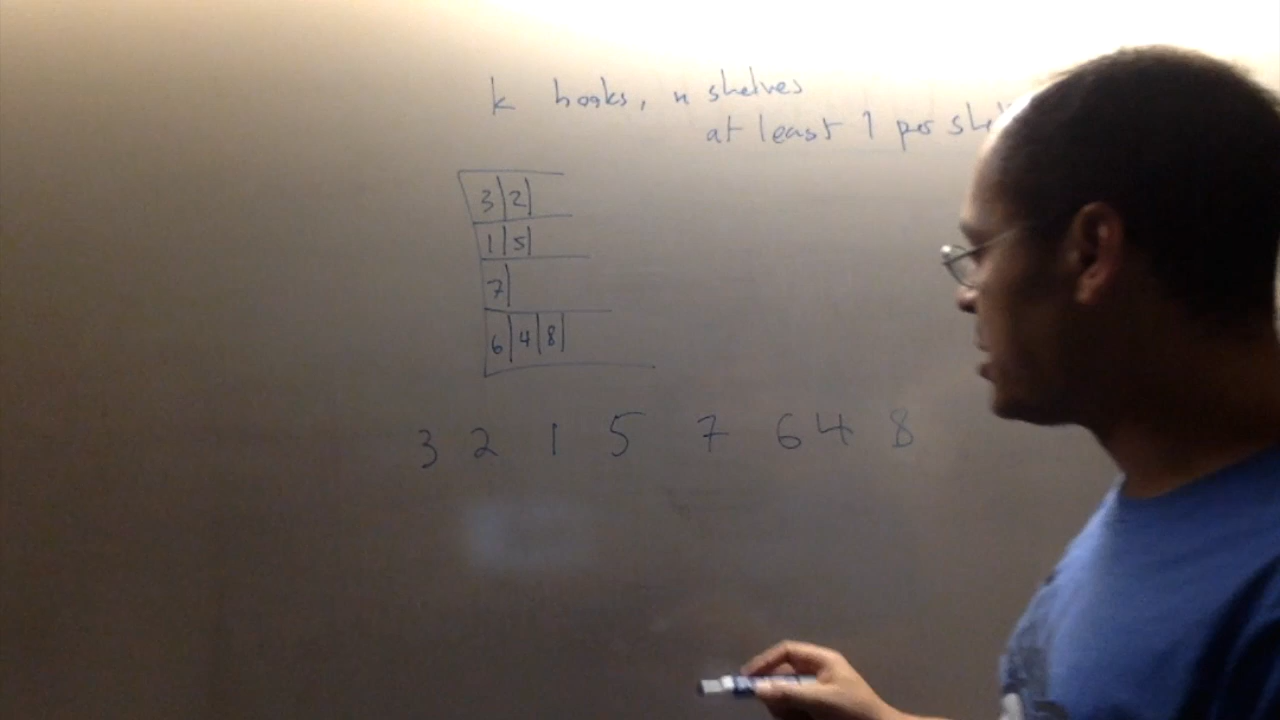 k books, n shelves
at least 1 per
3 2
1 5
7
6 4 8
3 2 1 5 7 6 4 8